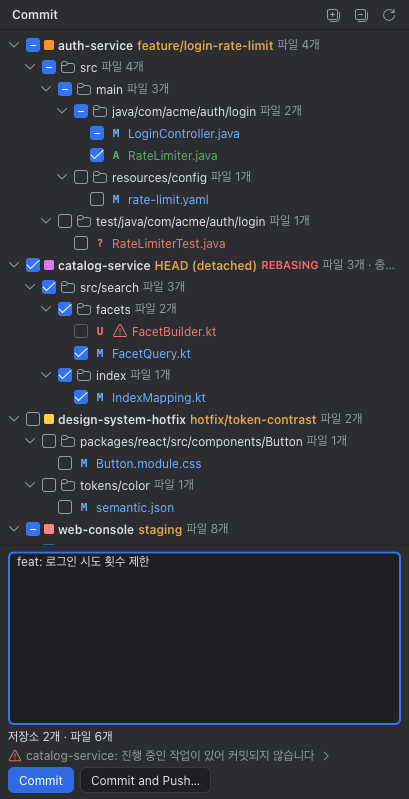 Commit
auth-service feature/login-rate-limit 파일 4개
src 파일 4개
main 파일 3개
java/com/acme/auth/login 파일 2개
M LoginController.java
A RateLimiter.java
resources/config 파일 1개
M rate-limit.yaml
test/java/com/acme/auth/login 파일 1개
? RateLimiterTest.java
catalog-service HEAD (detached) REBASING 파일 3개 · 충...
src/search 파일 3개
facets 파일 2개
U FacetBuilder.kt
M FacetQuery.kt
index 파일 1개
M IndexMapping.kt
design-system-hotfix hotfix/token-contrast 파일 2개
packages/react/src/components/Button 파일 1개
M Button.module.css
tokens/color 파일 1개
M semantic.json
web-console staging 파일 8개
feat: 로그인 시도 횟수 제한
저장소 2개 · 파일 6개
catalog-service: 진행 중인 작업이 있어 커밋되지 않습니다
Commit
Commit and Push...